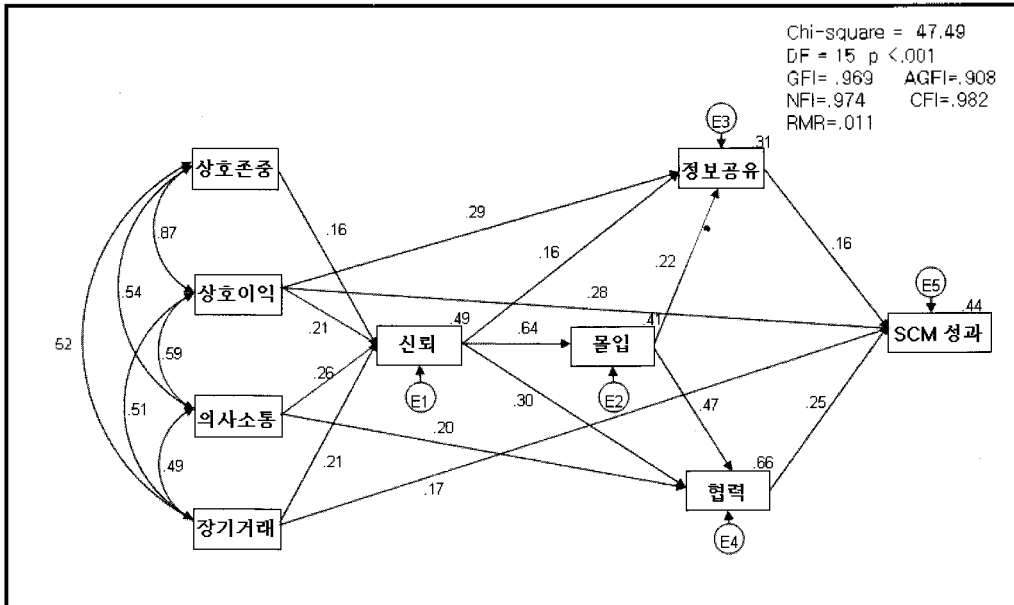 Chi-square = 47.49
DF = 15 p <.001
GFI= .969 AGFI=.908
NFI=.974 CFI=.982
RMR=.011
E3
.31
상호존중
정보공유
.29
.16
.87
.16
.16
.22
.54
상호이익
.28
E5
.49
.41
.44
.21
.64
52
신뢰
몰입
SCM 성과
.59
.26
.51
E1
E2
.30
.47
.25
의사소통
.20
.49
.21
.66
.17
협력
장기거래
E4